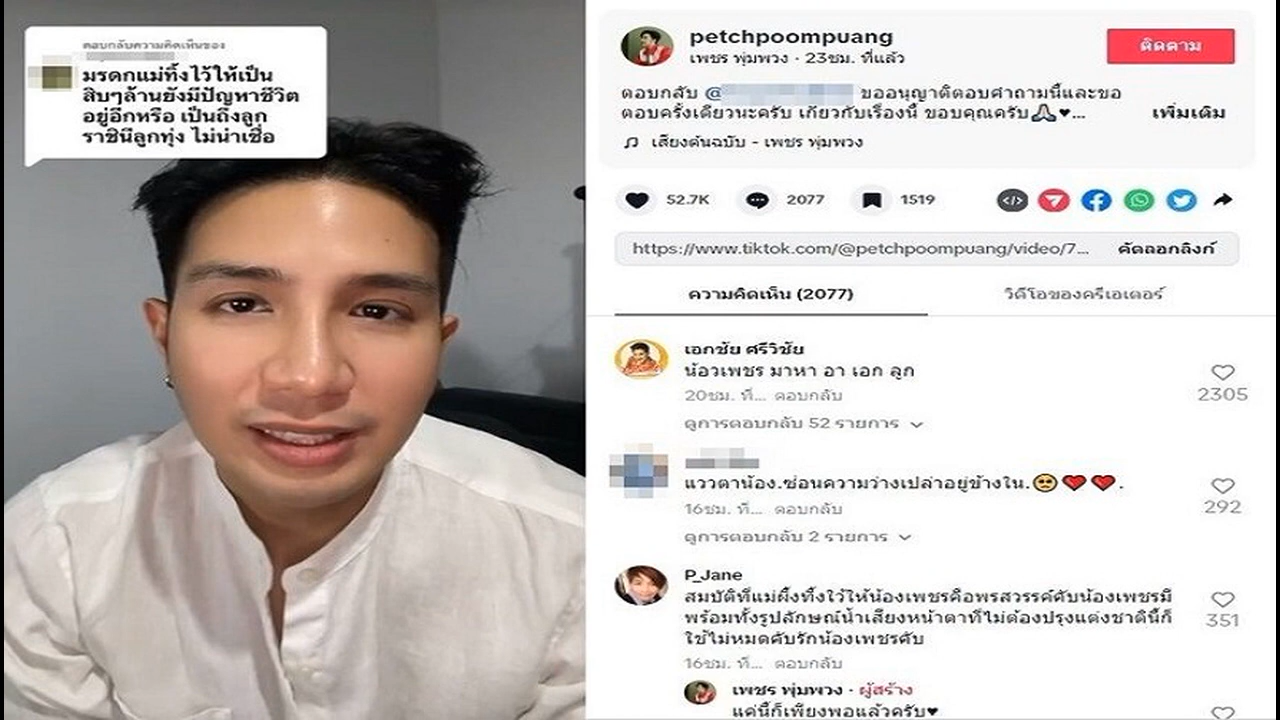 ตอบกลับความคิดเห็นของ
มรดกแม่ทิ้งไว้ให้เป็น
สิบๆล้านยังมีปัญหาชีวิต
อยู่อีกหรือ เป็นถึงลูก
ราชินีลูกทุ่ง ไม่น่าเชื่อ
petchpoompuang
เพชร พุ่มพวง · 23ชม. ที่แล้ว
ติดตาม
ตอบกลับ @ ขออนุญาติตอบคำถามนี้และขอ
ตอบครั้งเดียวนะครับ เกี่ยวกับเรื่องนี้ ขอบคุณครับ🙏🏻♥...
เพิ่มเติม
♫ เสียงต้นฉบับ - เพชร พุ่มพวง
52.7K
2077
1519
https://www.tiktok.com/@petchpoompuang/video/7...
คัดลอกลิงก์
ความคิดเห็น (2077)
วิดีโอของครีเอเตอร์
เอกชัย ศรีวิชัย
น้อวเพชร มาหา อา เอก ลูก
20ชม. ที่... ตอบกลับ
2305
ดูการตอบกลับ 52 รายการ
แววตาน้อง.ซ่อนความว่างเปล่าอยู่ข้างใน.🥺❤️❤️.
16ชม. ที่... ตอบกลับ
292
ดูการตอบกลับ 2 รายการ
P_Jane
สมบัติที่แม่ผึ้งทิ้งใว้ให้น้องเพชรคือพรสวรรค์คับน้องเพชรมี
พร้อมทั้งรูปลักษณ์น้ำเสียงหน้าตาที่ไม่ต้องปรุงแต่งชาตินี้ก็
ใช้ไม่หมดคับรักน้องเพชรคับ
351
16ชม. ที่... ตอบกลับ
เพชร พุ่มพวง · ผู้สร้าง
แค่นี้ก็เพียงพอแล้วครับ♥